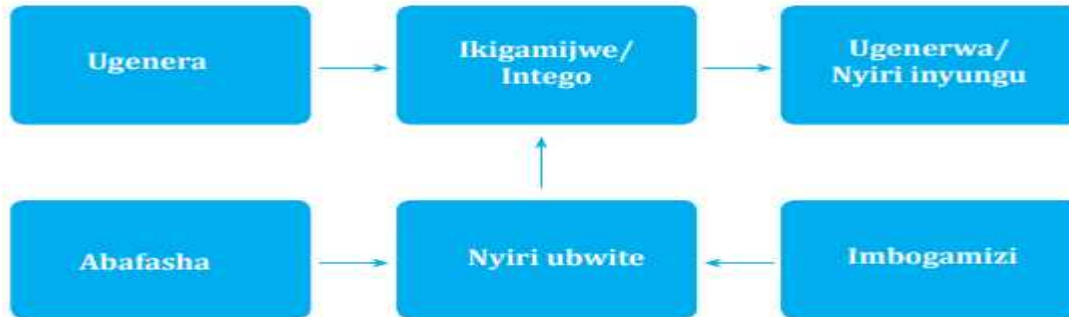 Ugenera
Ikigamijwe/
Intego
Ugenerwa/
Nyiri inyungu
Abafasha
Nyiri ubwite
Imbogamizi